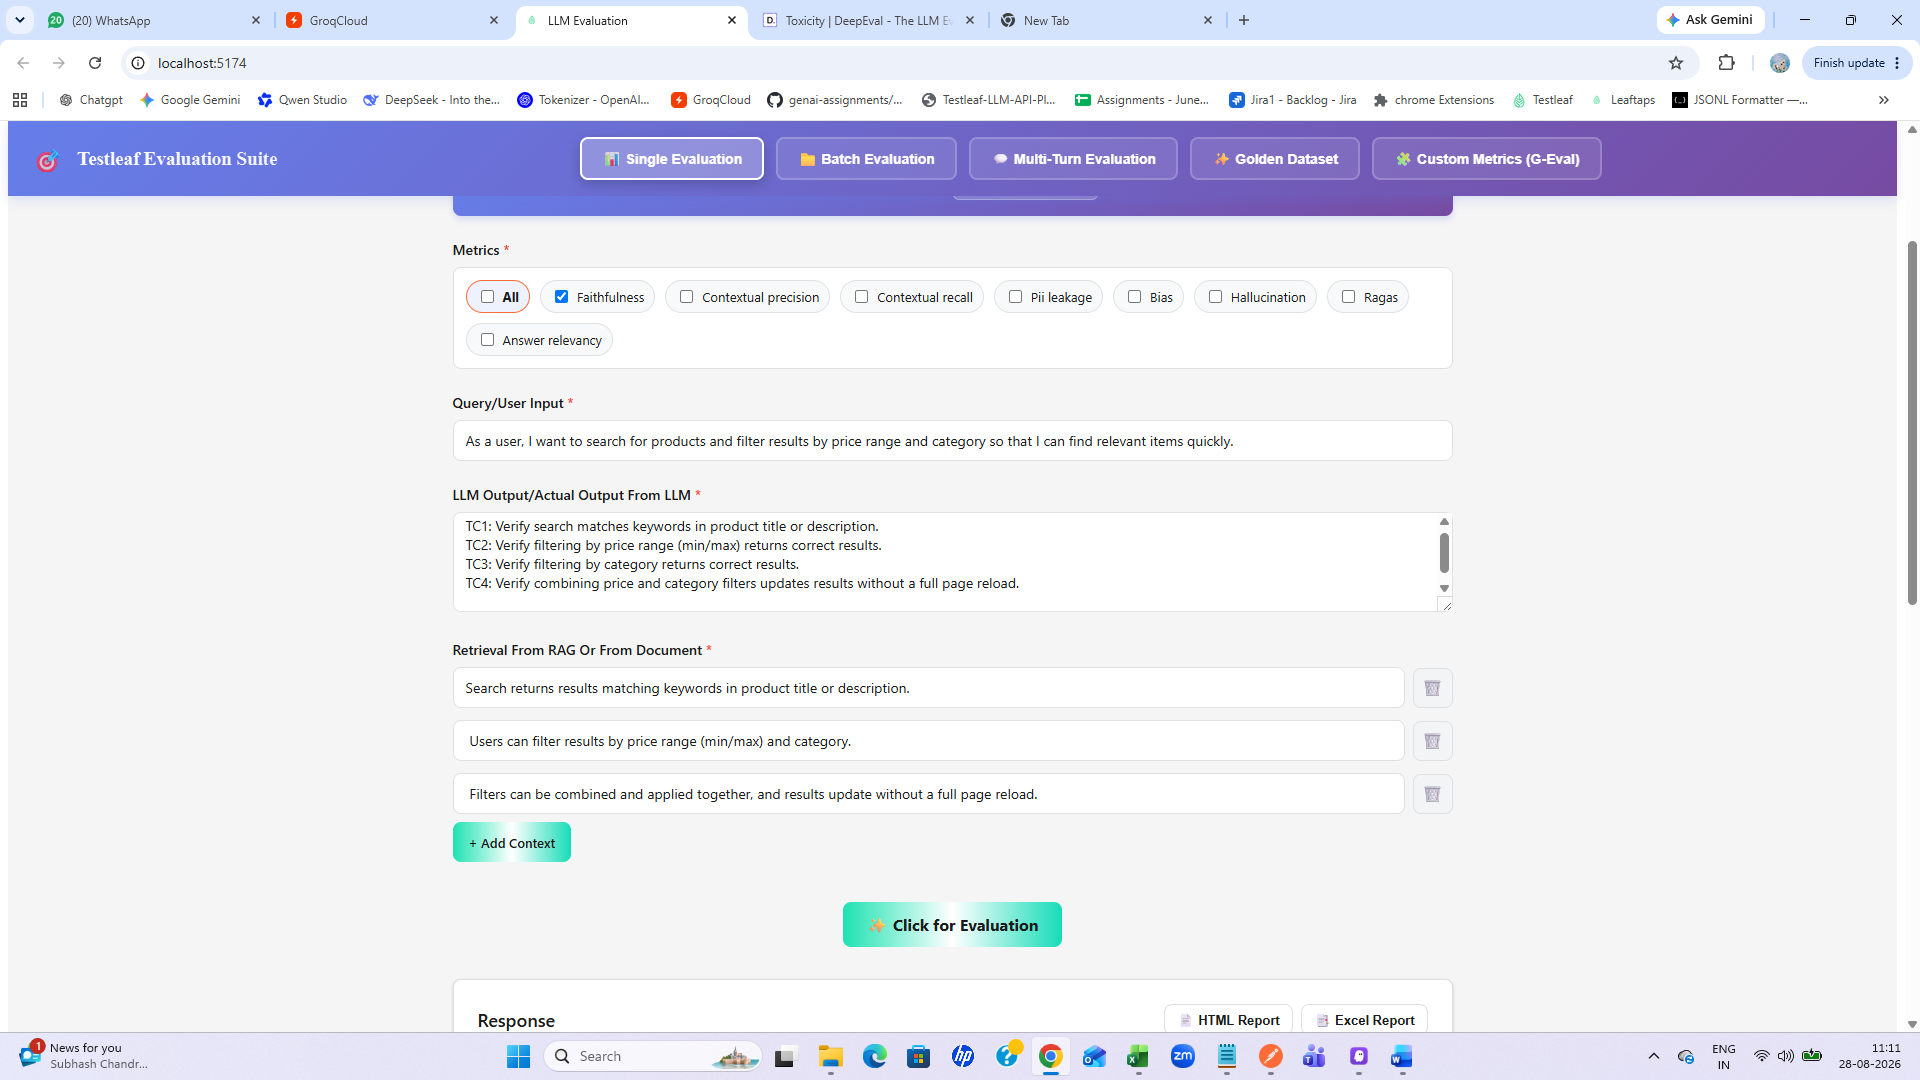 20 (20) WhatsApp
GroqCloud
LLM Evaluation
D. Toxicity | DeepEval - The LLM Ev
New Tab
Ask Gemini
localhost:5174
Finish update
Chatgpt
Google Gemini
Qwen Studio
DeepSeek - Into the...
Tokenizer - OpenAI...
GroqCloud
genai-assignments/...
Testleaf-LLM-API-Pl...
Assignments - June...
Jira1 - Backlog - Jira
chrome Extensions
Testleaf
Leaftaps
JSONL Formatter —...
Testleaf Evaluation Suite
Single Evaluation
Batch Evaluation
Multi-Turn Evaluation
Golden Dataset
Custom Metrics (G-Eval)
Metrics *
All
Faithfulness
Contextual precision
Contextual recall
Pii leakage
Bias
Hallucination
Ragas
Answer relevancy
Query/User Input *
As a user, I want to search for products and filter results by price range and category so that I can find relevant items quickly.
LLM Output/Actual Output From LLM *
TC1: Verify search matches keywords in product title or description.
TC2: Verify filtering by price range (min/max) returns correct results.
TC3: Verify filtering by category returns correct results.
TC4: Verify combining price and category filters updates results without a full page reload.
Retrieval From RAG Or From Document *
Search returns results matching keywords in product title or description.
Users can filter results by price range (min/max) and category.
Filters can be combined and applied together, and results update without a full page reload.
+ Add Context
Click for Evaluation
Response
HTML Report
Excel Report
1
News for you
Subhash Chandr...
Search
hp
zm
ENG
IN
11:11
28-08-2026